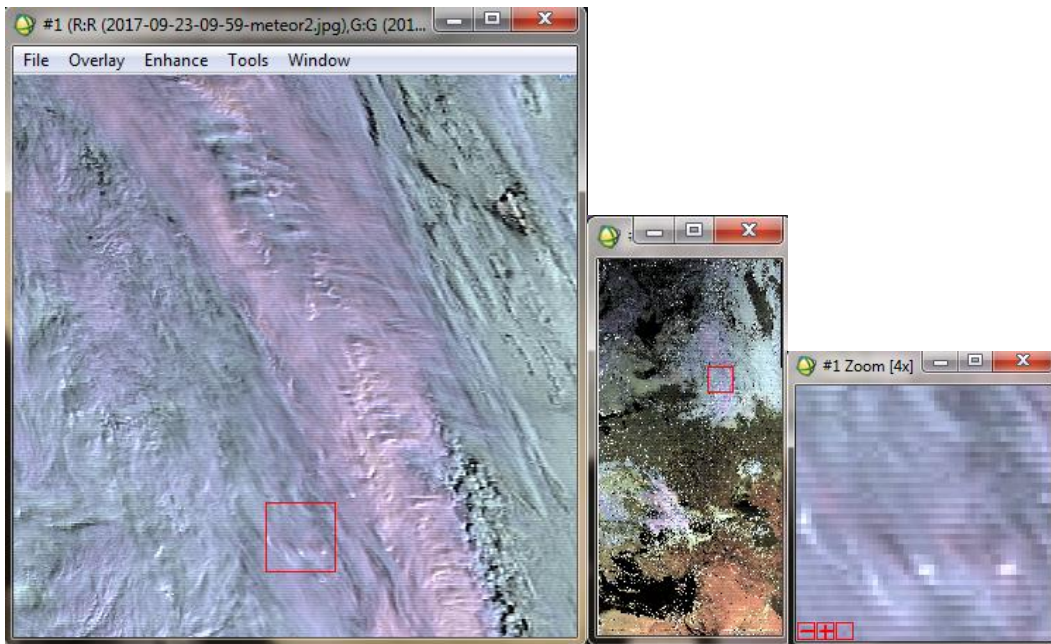 #1 (R:R (2017-09-23-09-59-meteor2.jpg),G:G (201...
File Overlay Enhance Tools Window
:
#1 Zoom [4x]